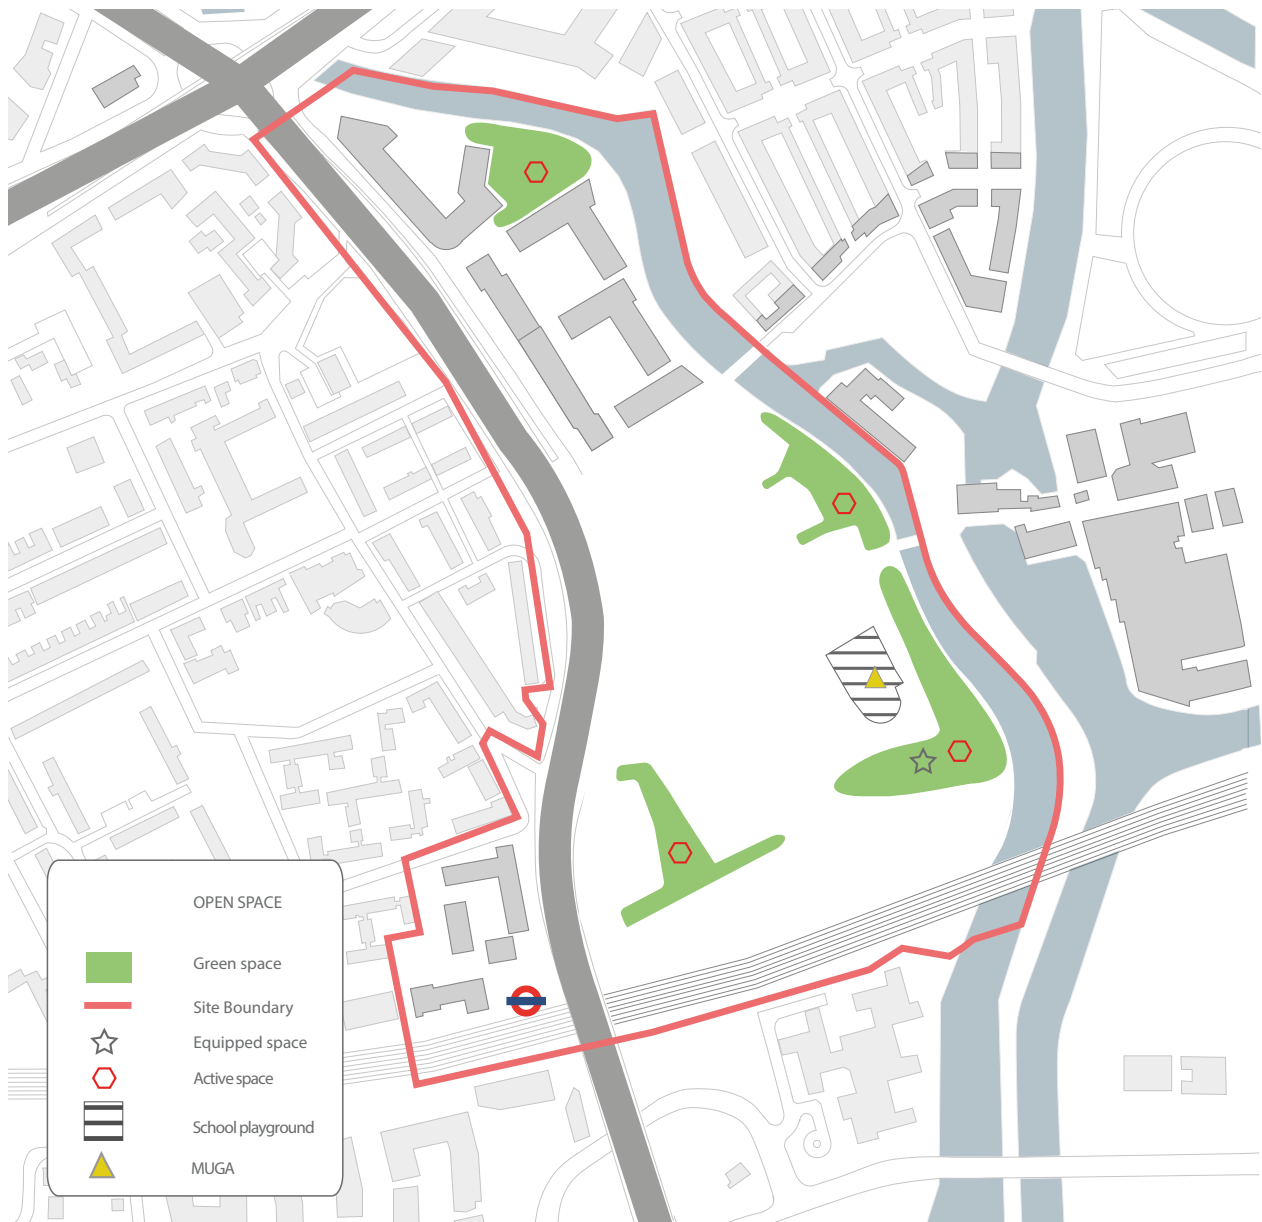 OPEN SPACE
Green space
Site Boundary
Equipped space
Active space
School playground
MUGA